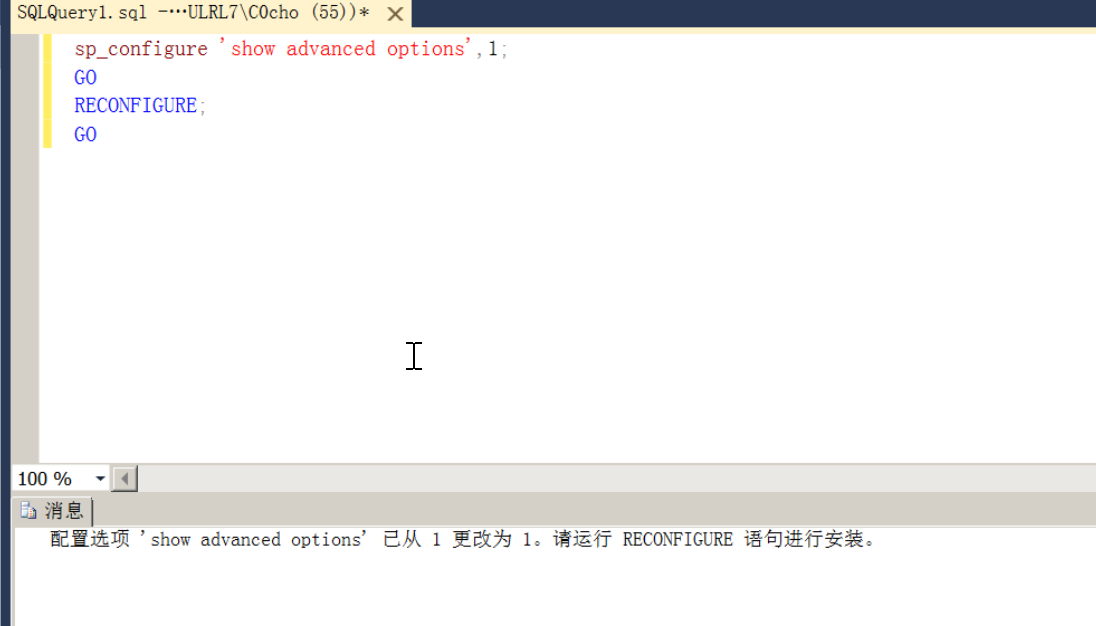 SQLQuery1.sql -...ULRL7\C0cho (55))*
sp_configure 'show advanced options',1;
GO
RECONFIGURE;
GO
100 %
消息
配置选项 'show advanced options' 已从 1 更改为 1。请运行 RECONFIGURE 语句进行安装。